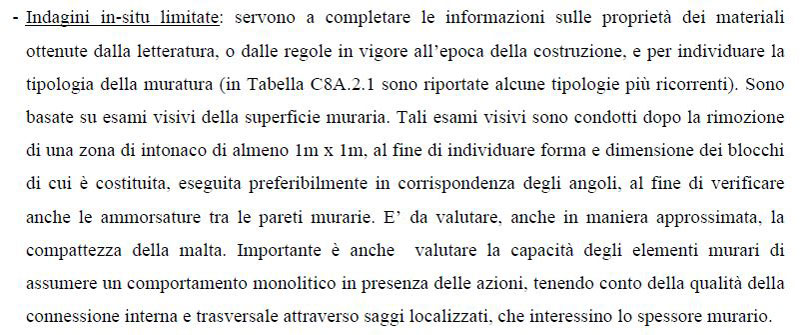 - Indagini in-situ limitate: servono a completare le informazioni sulle proprietà dei materiali
ottenute dalla letteratura, o dalle regole in vigore all'epoca della costruzione, e per individuare la
tipologia della muratura (in Tabella C8A.2.1 sono riportate alcune tipologie più ricorrenti). Sono
basate su esami visivi della superficie muraria. Tali esami visivi sono condotti dopo la rimozione
di una zona di intonaco di almeno 1m x 1m, al fine di individuare forma e dimensione dei blocchi
di cui è costituita, eseguita preferibilmente in corrispondenza degli angoli, al fine di verificare
anche le ammorsature tra le pareti murarie. E' da valutare, anche in maniera approssimata, la
compattezza della malta. Importante è anche  valutare la capacità degli elementi murari di
assumere un comportamento monolitico in presenza delle azioni, tenendo conto della qualità della
connessione interna e trasversale attraverso saggi localizzati, che interessino lo spessore murario.